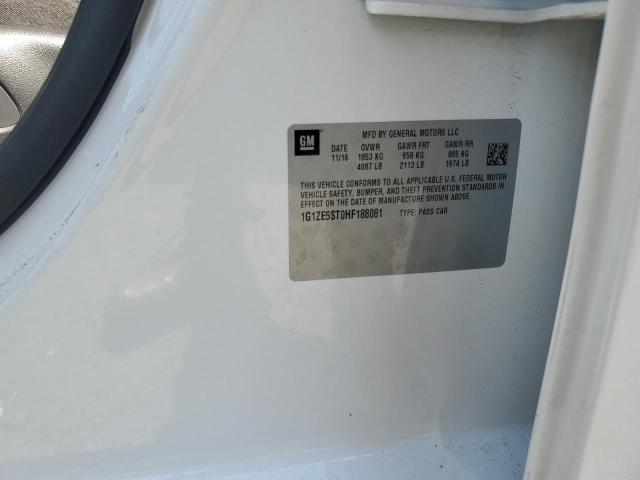 GM
MFD BY GENERAL MOTORS LLC
DATE GVWR GAWR FRT GAWR RR
11/16 1853 KG 958 KG 895 KG
4087 LB 2113 LB 1974 LB
THIS VEHICLE CONFORMS TO ALL APPLICABLE U.S. FEDERAL MOTOR
VEHICLE SAFETY, BUMPER, AND THEFT PREVENTION STANDARDS IN
EFFECT ON THE DATE OF MANUFACTURE SHOWN ABOVE.
1G1ZE5ST0HF188081 TYPE: PASS CAR